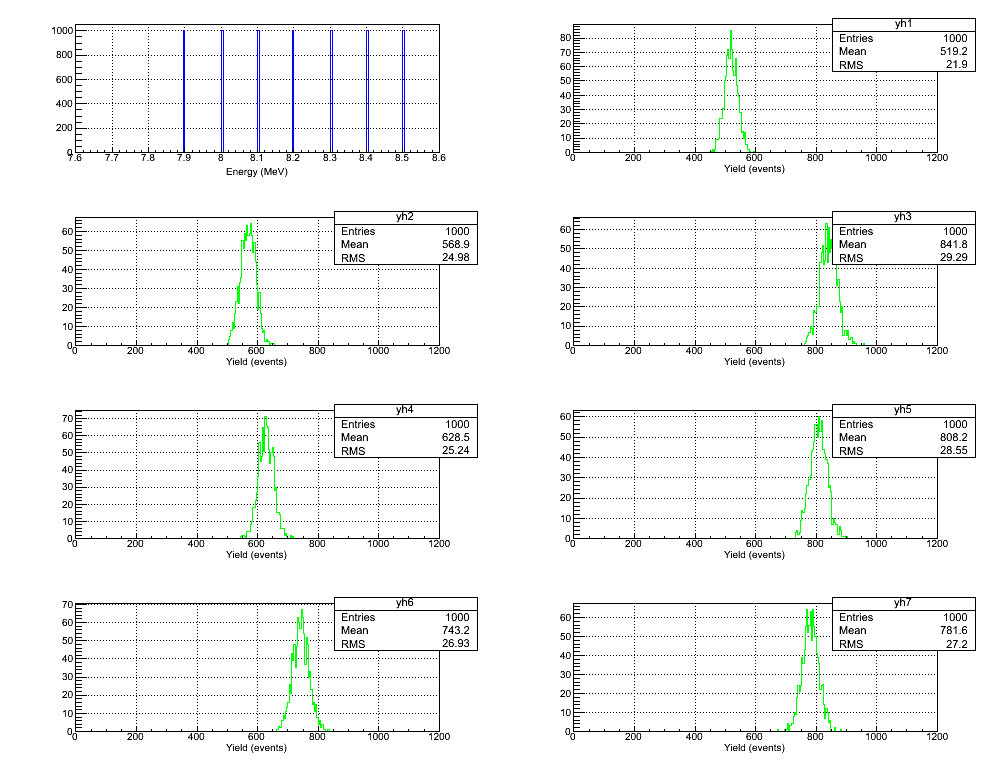 1000
800
600
400
200
0
7.6 7.7 7.8 7.9 8 8.1 8.2 8.3 8.4 8.5 8.6
Energy (MeV)
yh1
Entries 1000
Mean 519.2
RMS 21.9
80
70
60
50
40
30
20
10
0
0 200 400 600 800 1000 1200
Yield (events)
yh2
Entries 1000
Mean 568.9
RMS 24.98
60
50
40
30
20
10
0
0 200 400 600 800 1000 1200
Yield (events)
yh3
Entries 1000
Mean 841.8
RMS 29.29
60
50
40
30
20
10
0
0 200 400 600 800 1000 1200
Yield (events)
yh4
Entries 1000
Mean 628.5
RMS 25.24
70
60
50
40
30
20
10
0
0 200 400 600 800 1000 1200
Yield (events)
yh5
Entries 1000
Mean 808.2
RMS 28.55
60
50
40
30
20
10
0
0 200 400 600 800 1000 1200
Yield (events)
yh6
Entries 1000
Mean 743.2
RMS 26.93
70
60
50
40
30
20
10
0
0 200 400 600 800 1000 1200
Yield (events)
yh7
Entries 1000
Mean 781.6
RMS 27.2
60
50
40
30
20
10
0
0 200 400 600 800 1000 1200
Yield (events)